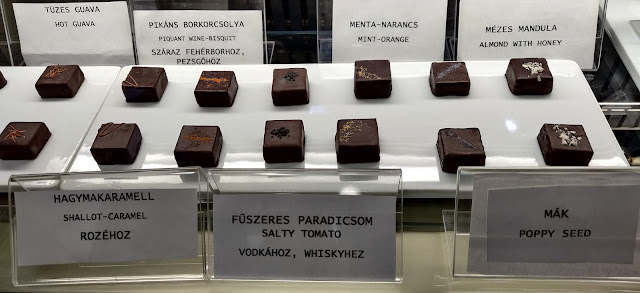 TÜZES GUAVA
HOT GUAVA
PIKÁNS BORKORCSOLYA
PIQUANT WINE-BISQUIT
SZÁRAZ FEHÉRBORHOZ,
PEZSGŐHÖZ
MENTA-NARANCS
MINT-ORANGE
MÉZES MANDULA
ALMOND WITH HONEY
HAGYMAKARAMELL
SHALLOT-CARAMEL
ROZÉHOZ
FŰSZERES PARADICSOM
SALTY TOMATO
VODKÁHOZ, WHISKYHEZ
MÁK
POPPY SEED